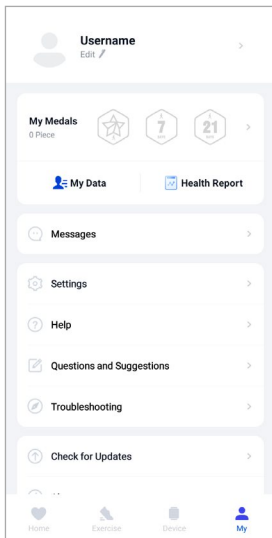 Username
Edit
My Medals
0 Piece
7
21
My Data
Health Report
Messages
Settings
Help
Questions and Suggestions
Troubleshooting
Check for Updates
Home
Exercise
Device
My